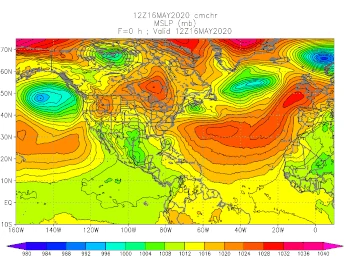 12Z16MAY2020 cmchr
MSLP (mb)
F=0 h ; Valid 12Z16MAY2020
70N
60N
50N
40N
30N
20N
10N
EQ
10S
160W 140W 120W 100W 80W 60W 40W 20W 0
980 984 988 992 996 1000 1004 1008 1012 1016 1020 1024 1028 1032 1036 1040